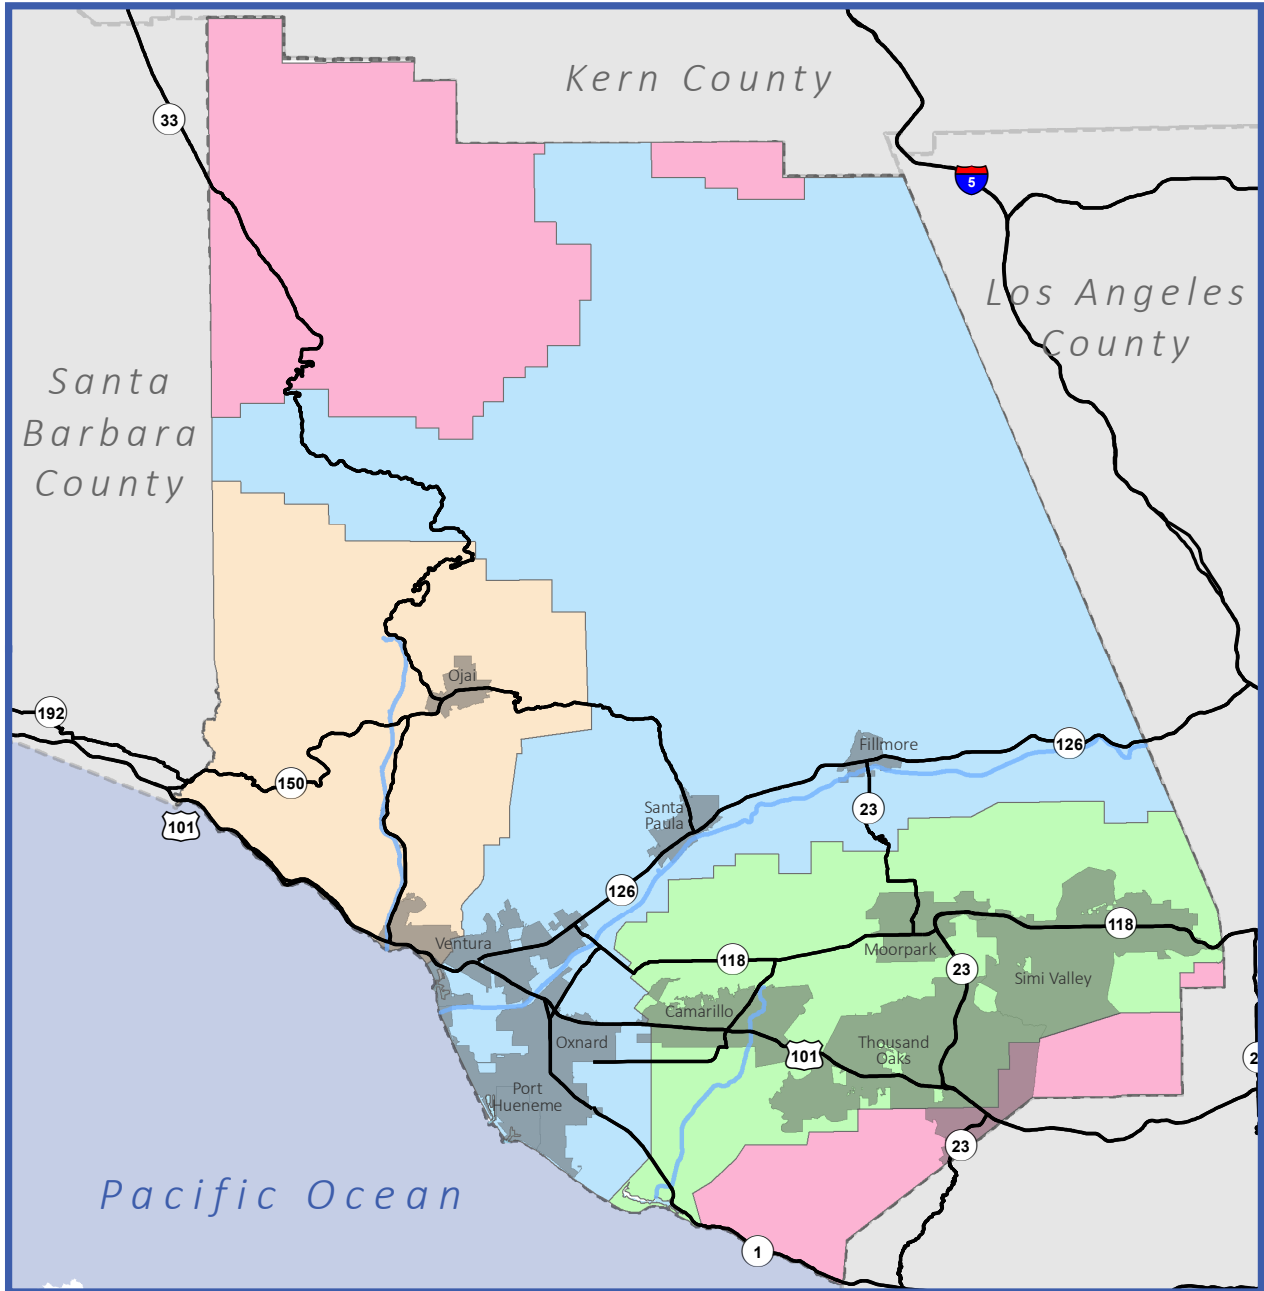 Kern County
33
5
Los Angeles
County
Santa
Barbara
County
Ojai
192
Fillmore
126
150
Santa
Paula
23
101
126
Ventura
Moorpark
118
118
23
Simi Valley
Camarillo
Oxnard
Thousand
Oaks
101
2
Port
Hueneme
23
Pacific Ocean
1